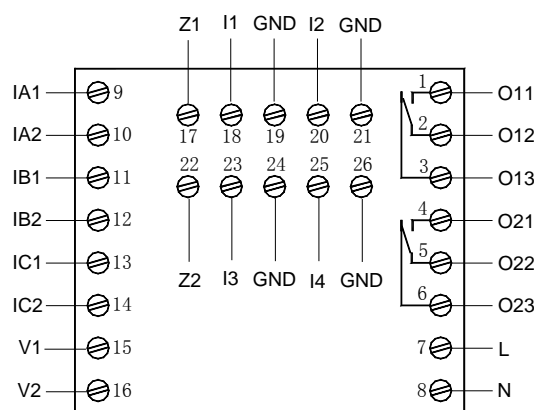 Z1 I1 GND I2 GND
IA1 9 1 O11
IA2 10 17 18 19 20 21 2 O12
IB1 11 22 23 24 25 26 3 O13
IB2 12 4 O21
IC1 13 Z2 I3 GND I4 GND 5 O22
IC2 14 6 O23
V1 15 7 L
V2 16 8 N